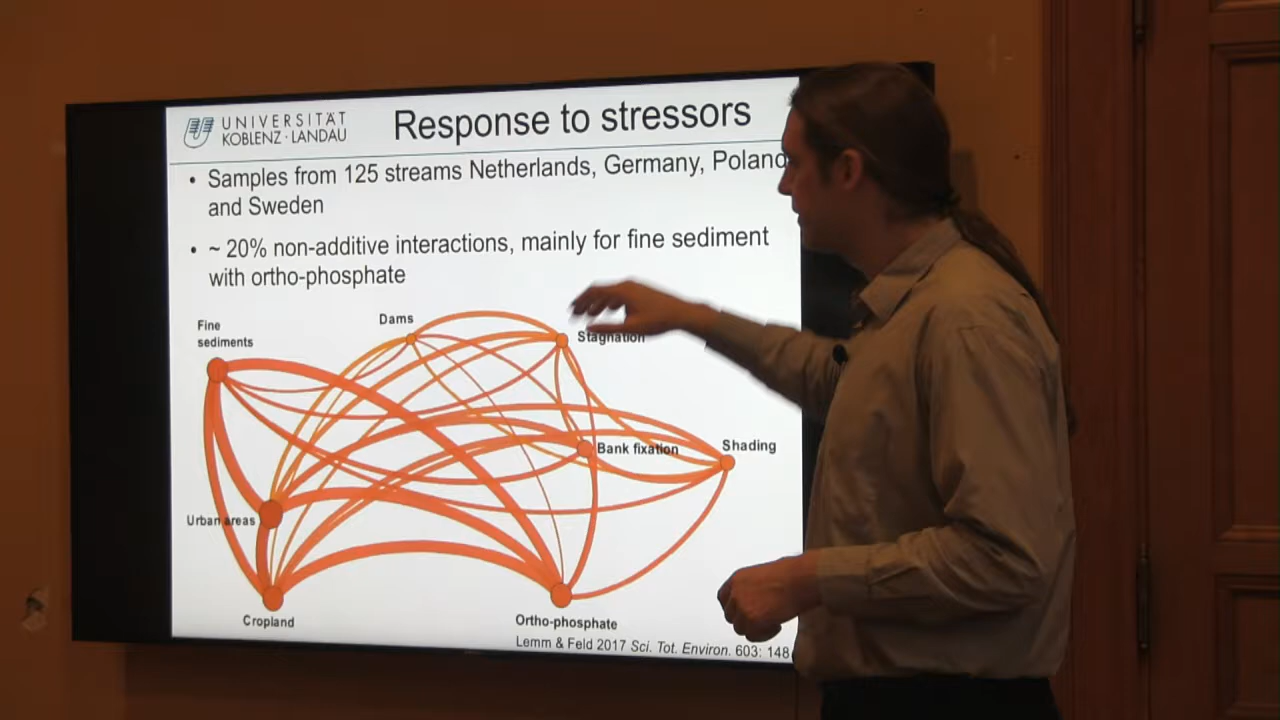 UNIVERSITÄT
KOBLENZ · LANDAU
Response to stressors
• Samples from 125 streams Netherlands, Germany, Poland
and Sweden
• ~ 20% non-additive interactions, mainly for fine sediment
with ortho-phosphate
Fine
sediments
Dams
Stagnation
Bank fixation
Shading
Urban areas
Cropland
Ortho-phosphate
Lemm & Feld 2017 Sci. Tot. Environ. 603: 148